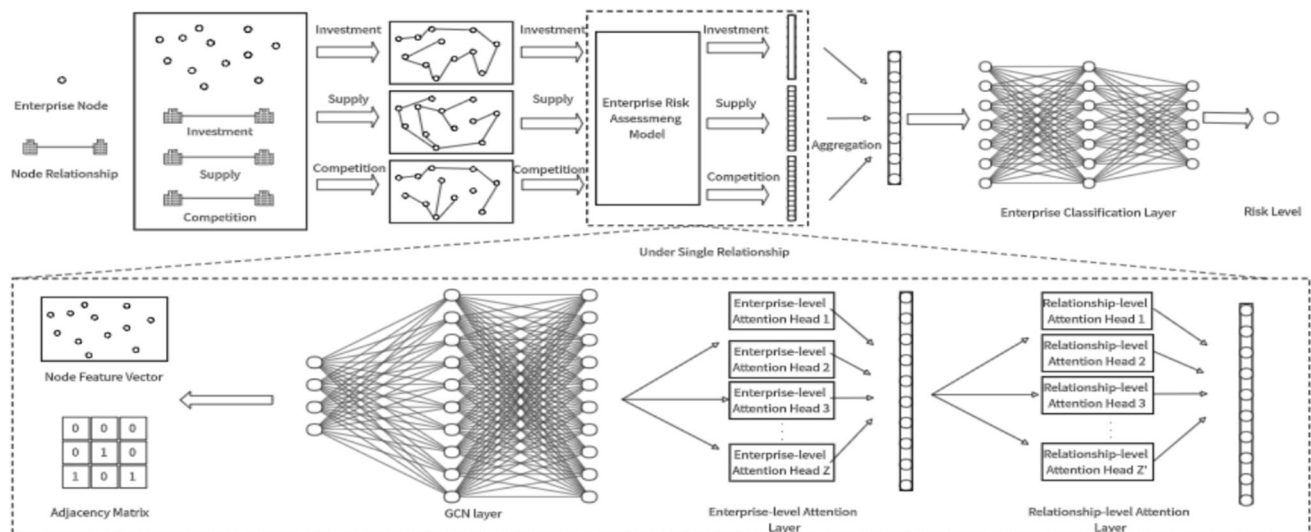 Enterprise Node
Node Relationship
Investment
Supply
Competition
Investment
Supply
Competition
Investment
Supply
Competition
Enterprise Risk
Assessmeng
Model
Investment
Supply
Competition
Aggregation
Enterprise Classification Layer
Risk Level
Under Single Relationship
Node Feature Vector
0 0 0
0 1 0
1 0 1
Adjacency Matrix
GCN layer
Enterprise-level
Attention Head 1
Enterprise-level
Attention Head 2
Enterprise-level
Attention Head 3
Enterprise-level
Attention Head Z
Enterprise-level Attention
Layer
Relationship-level
Attention Head 1
Relationship-level
Attention Head 2
Relationship-level
Attention Head 3
Relationship-level
Attention Head Z'
Relationship-level Attention
Layer